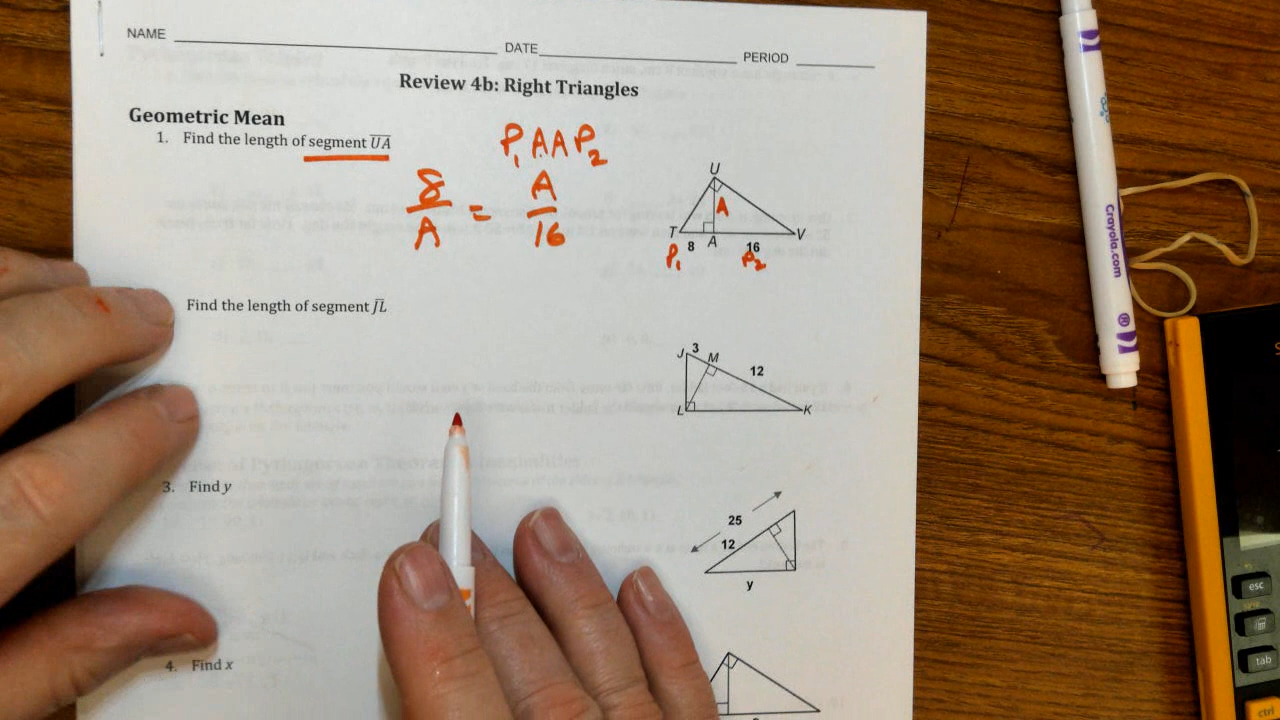 NAME DATE PERIOD
Review 4b: Right Triangles
Geometric Mean
1. Find the length of segment U͞A͞
P₁ A A P₂
8/A = A/16
U
A
T 8 A 16 V
P₁ P₂
Find the length of segment J͞L͞
J 3 M 12
L K
3. Find y
25
12
y
4. Find x
Crayola.com
®
esc
tab
ctrl